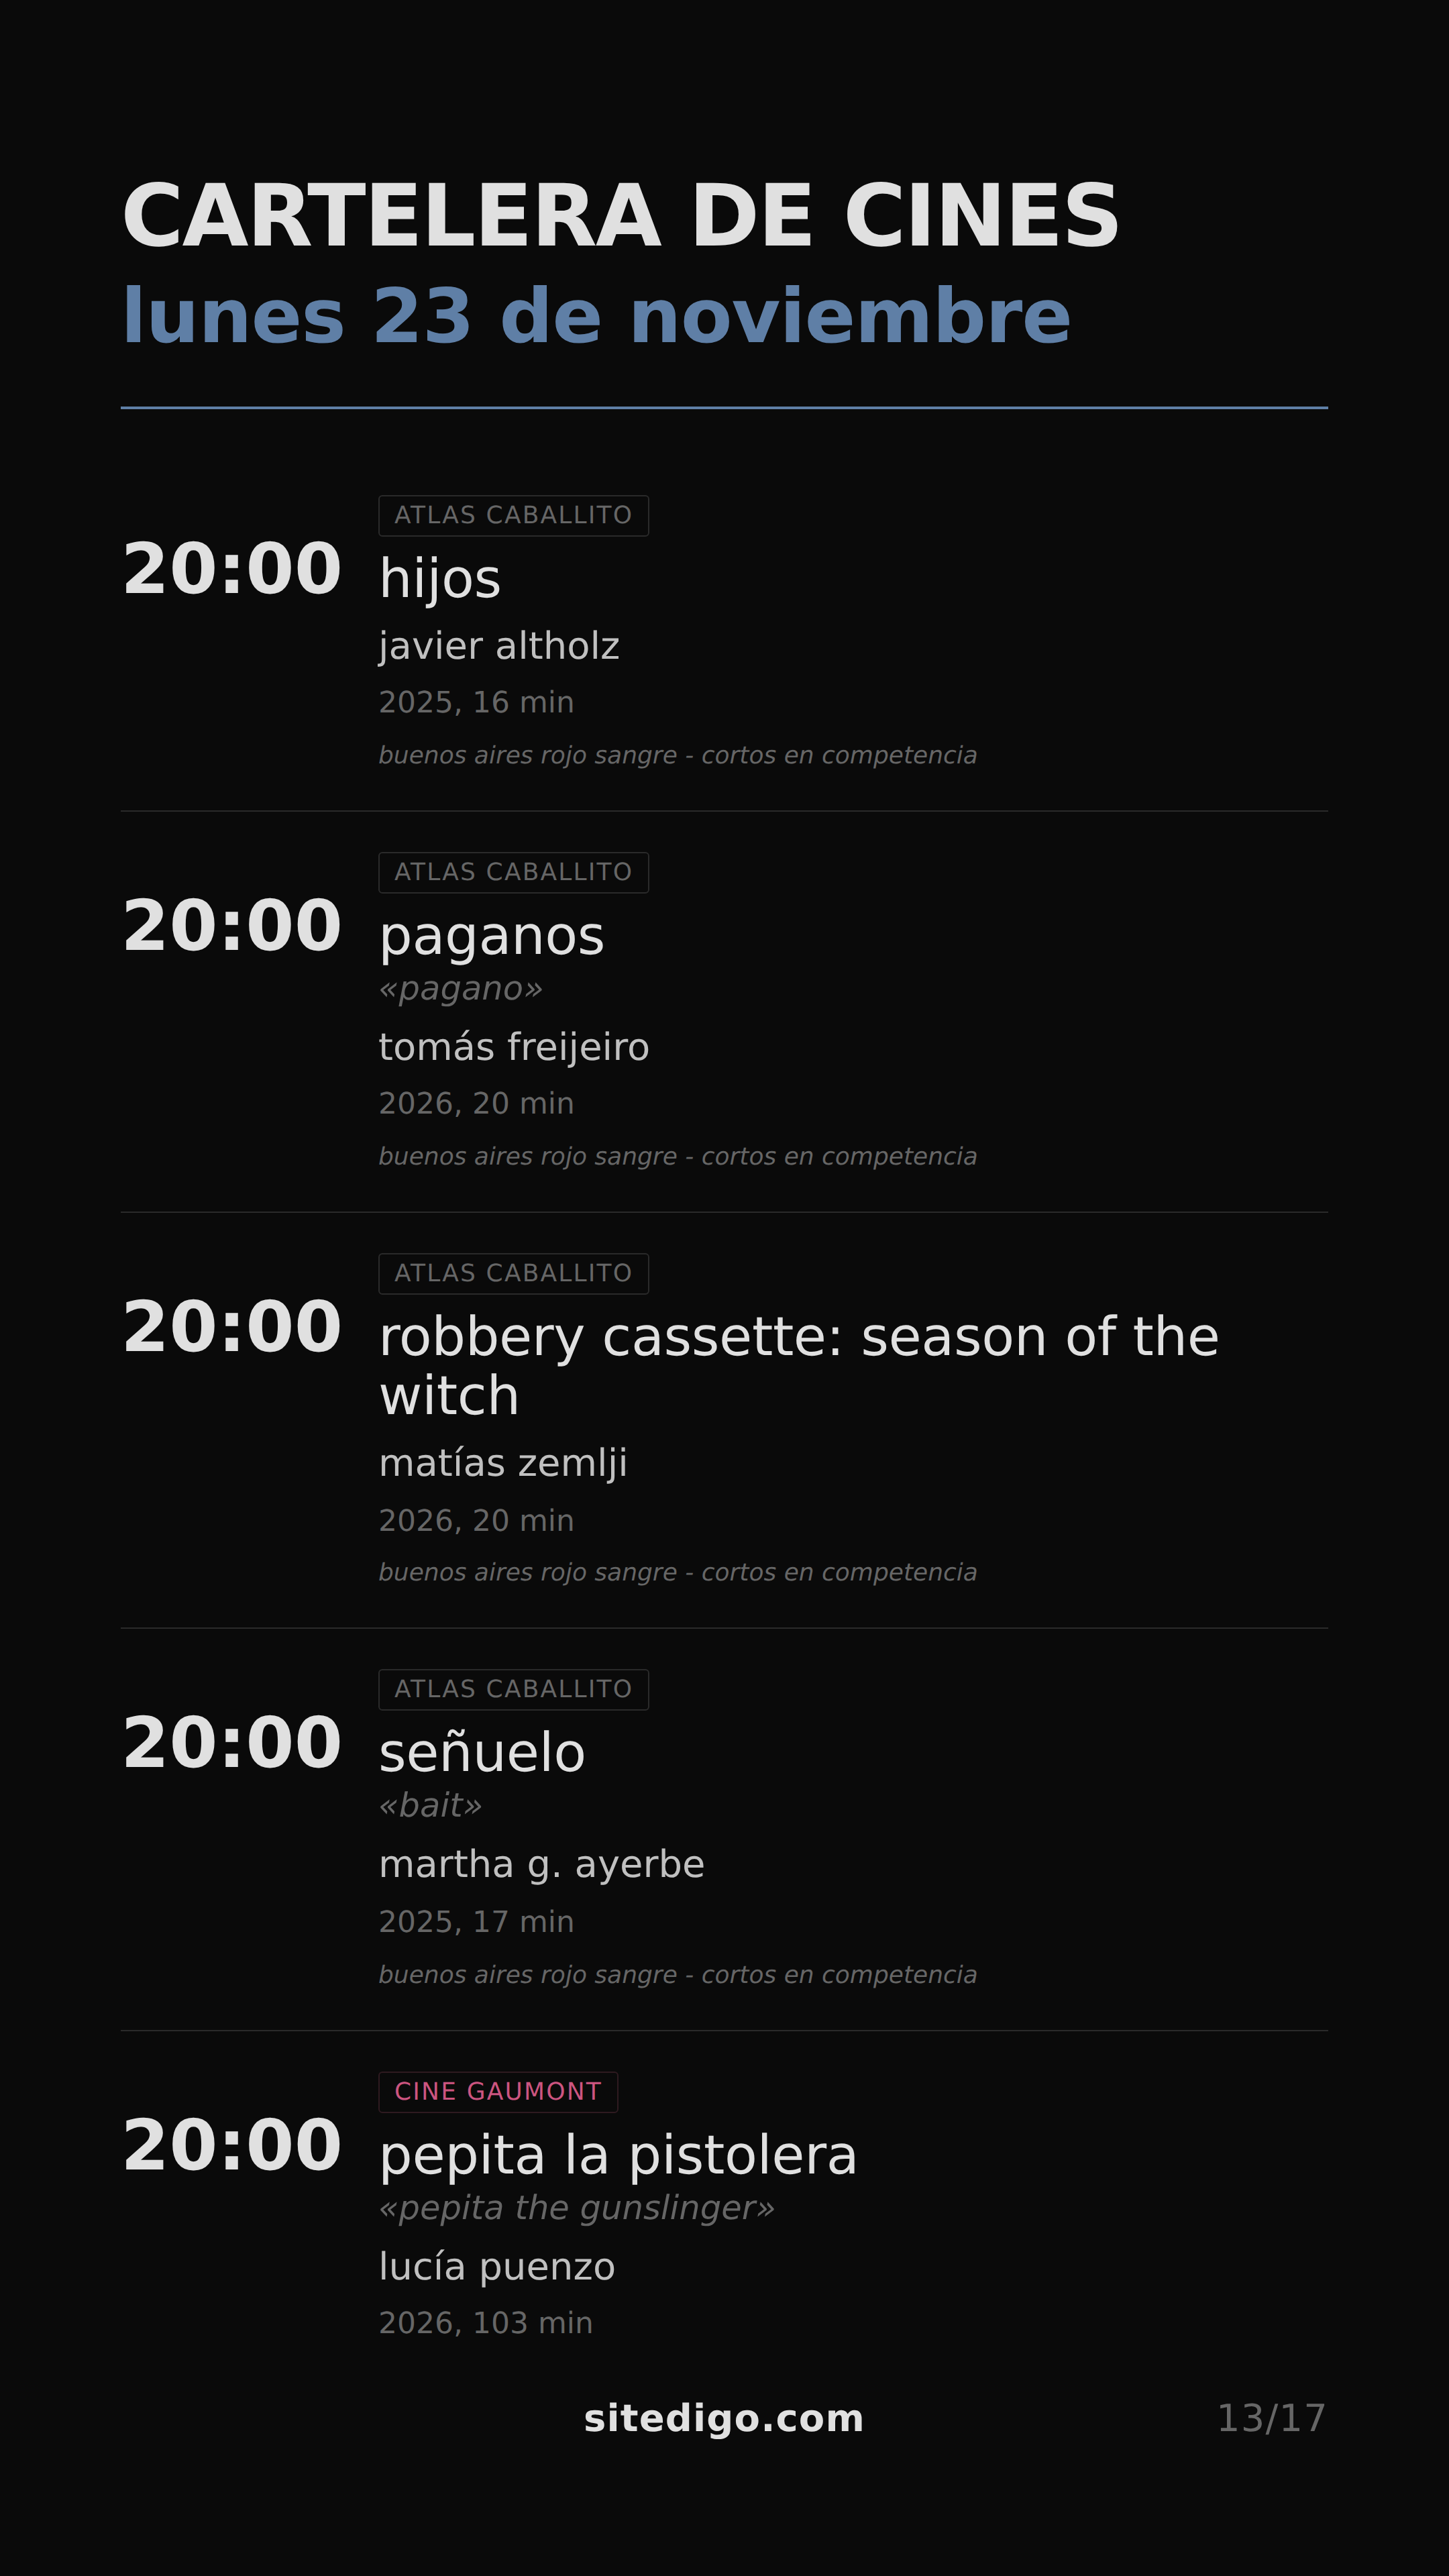 CARTELERA DE CINES
lunes 23 de noviembre
ATLAS CABALLITO
20:00
hijos
javier altholz
2025, 16 min
buenos aires rojo sangre - cortos en competencia
ATLAS CABALLITO
20:00
paganos
«pagano»
tomás freijeiro
2026, 20 min
buenos aires rojo sangre - cortos en competencia
ATLAS CABALLITO
20:00
robbery cassette: season of the
witch
matías zemlji
2026, 20 min
buenos aires rojo sangre - cortos en competencia
ATLAS CABALLITO
20:00
señuelo
«bait»
martha g. ayerbe
2025, 17 min
buenos aires rojo sangre - cortos en competencia
CINE GAUMONT
20:00
pepita la pistolera
«pepita the gunslinger»
lucía puenzo
2026, 103 min
sitedigo.com
13/17